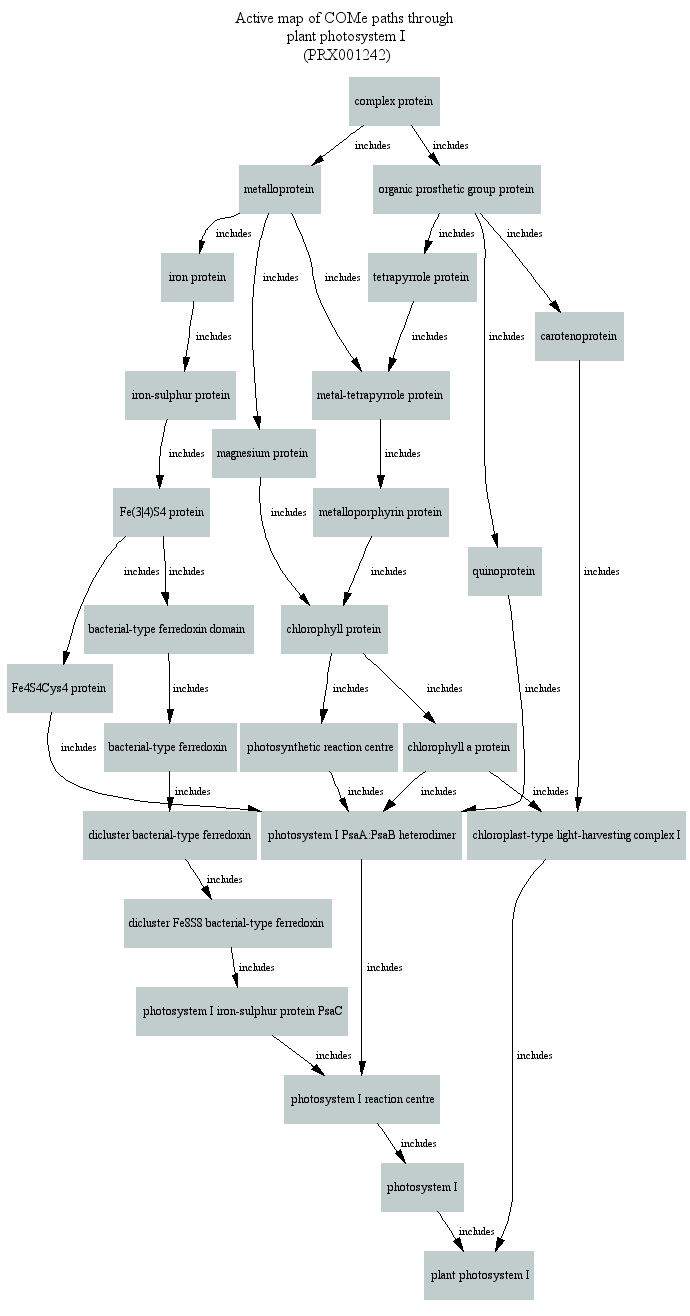 Active map of COMe paths through
plant photosystem I
(PRX001242)
complex protein
includes
includes
metalloprotein
organic prosthetic group protein
includes
includes
includes
iron protein
includes
includes
tetrapyrrole protein
includes
includes
includes
carotenoprotein
iron-sulphur protein
metal-tetrapyrrole protein
includes
magnesium protein
includes
Fe(3|4)S4 protein
includes
metalloporphyrin protein
includes
includes
includes
quinoprotein
includes
bacterial-type ferredoxin domain
chlorophyll protein
Fe4S4Cys4 protein
includes
includes
includes
includes
includes
bacterial-type ferredoxin
photosynthetic reaction centre
chlorophyll a protein
includes
includes
includes
includes
dicluster bacterial-type ferredoxin
photosystem I PsaA:PsaB heterodimer
chloroplast-type light-harvesting complex I
includes
dicluster Fe8S8 bacterial-type ferredoxin
includes
includes
photosystem I iron-sulphur protein PsaC
includes
includes
photosystem I reaction centre
includes
photosystem I
includes
plant photosystem I